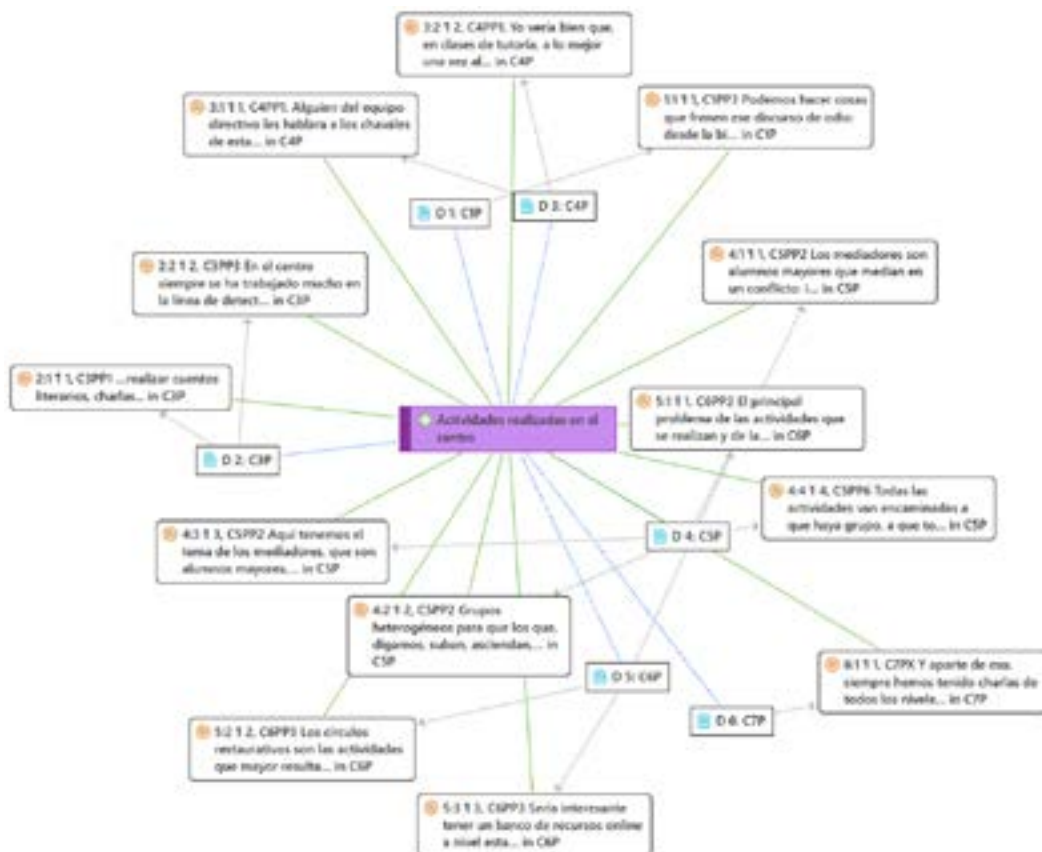 3:2 ¶ 2, C4PP5. Yo vería bien que,
en clases de tutoría, a lo mejor
una vez al... in C4P
3:1 ¶ 1, C4PP5. Alguien del equipo
directivo les hablara a los chavales
de esta... in C4P
1:1 ¶ 1, C1PP3 Podemos hacer cosas
que frenen ese discurso de odio
desde la bi... in C1P
D 1: C1P
D 3: C4P
2:2 ¶ 2, C3PP3 En el centro
siempre se ha trabajado mucho en
la línea de detect... in C3P
4:1 ¶ 1, C5PP2 Los mediadores son
alumnos mayores que median en
un conflicto: i... in C5P
2:1 ¶ 1, C3PP1 ...realizar cuentos
literarios, charlas... in C3P
Actividades realizadas en el
centro
5:1 ¶ 1, C6PP3 El principal
problema de las actividades que
se realizan y de la... in C6P
D 2: C3P
4:4 ¶ 4, C5PP6 Todas las
actividades van encaminadas a
que haya grupo, a que to... in C5P
4:3 ¶ 3, C5PP2 Aquí tenemos el
tema de los mediadores, que son
alumnos mayores,... in C5P
D 4: C5P
4:2 ¶ 2, C5PP2 Grupos
heterogéneos para que los que,
digamos, suban, asciendan,... in
C5P
D 5: C6P
6:1 ¶ 1, C7PX Y aparte de eso,
siempre hemos tenido charlas de
todos los nivele... in C7P
D 6: C7P
5:2 ¶ 2, C6PP3 Los círculos
restaurativos son las actividades
que mayor resulta... in C6P
5:3 ¶ 3, C6PP3 Sería interesante
tener un banco de recursos online
a nivel esta... in C6P